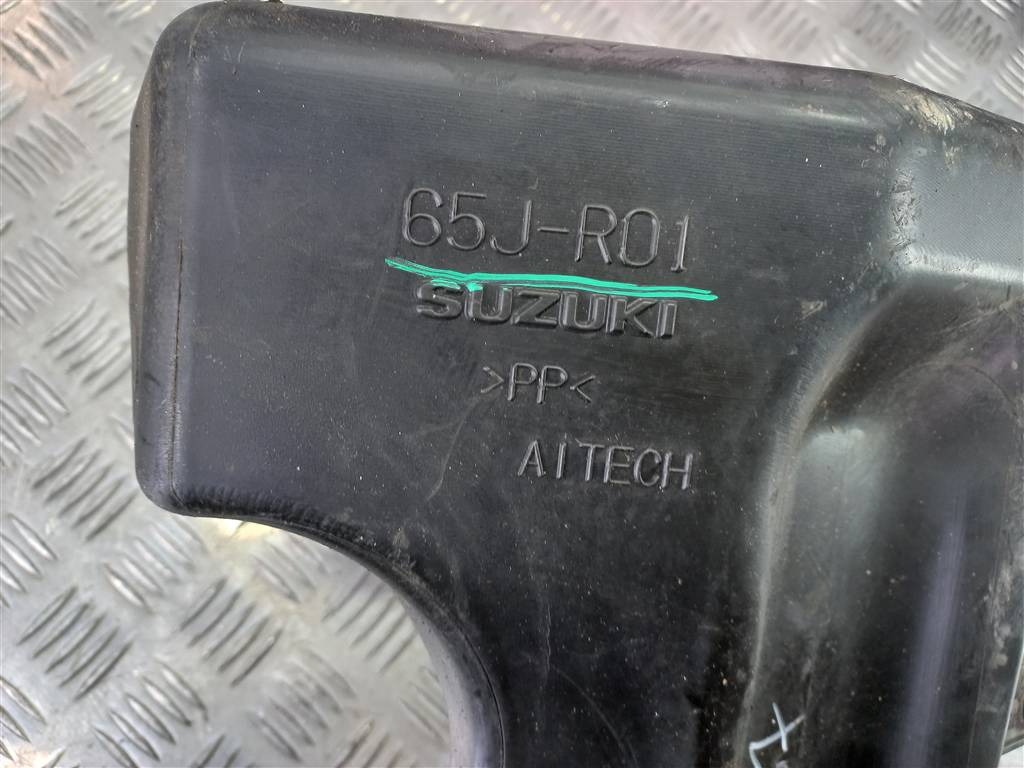 65J-R01
SUZUKI
>PP<
AITECH